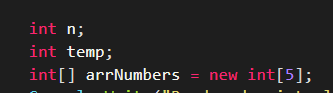 int n;
int temp;
int[] arrNumbers = new int[5];